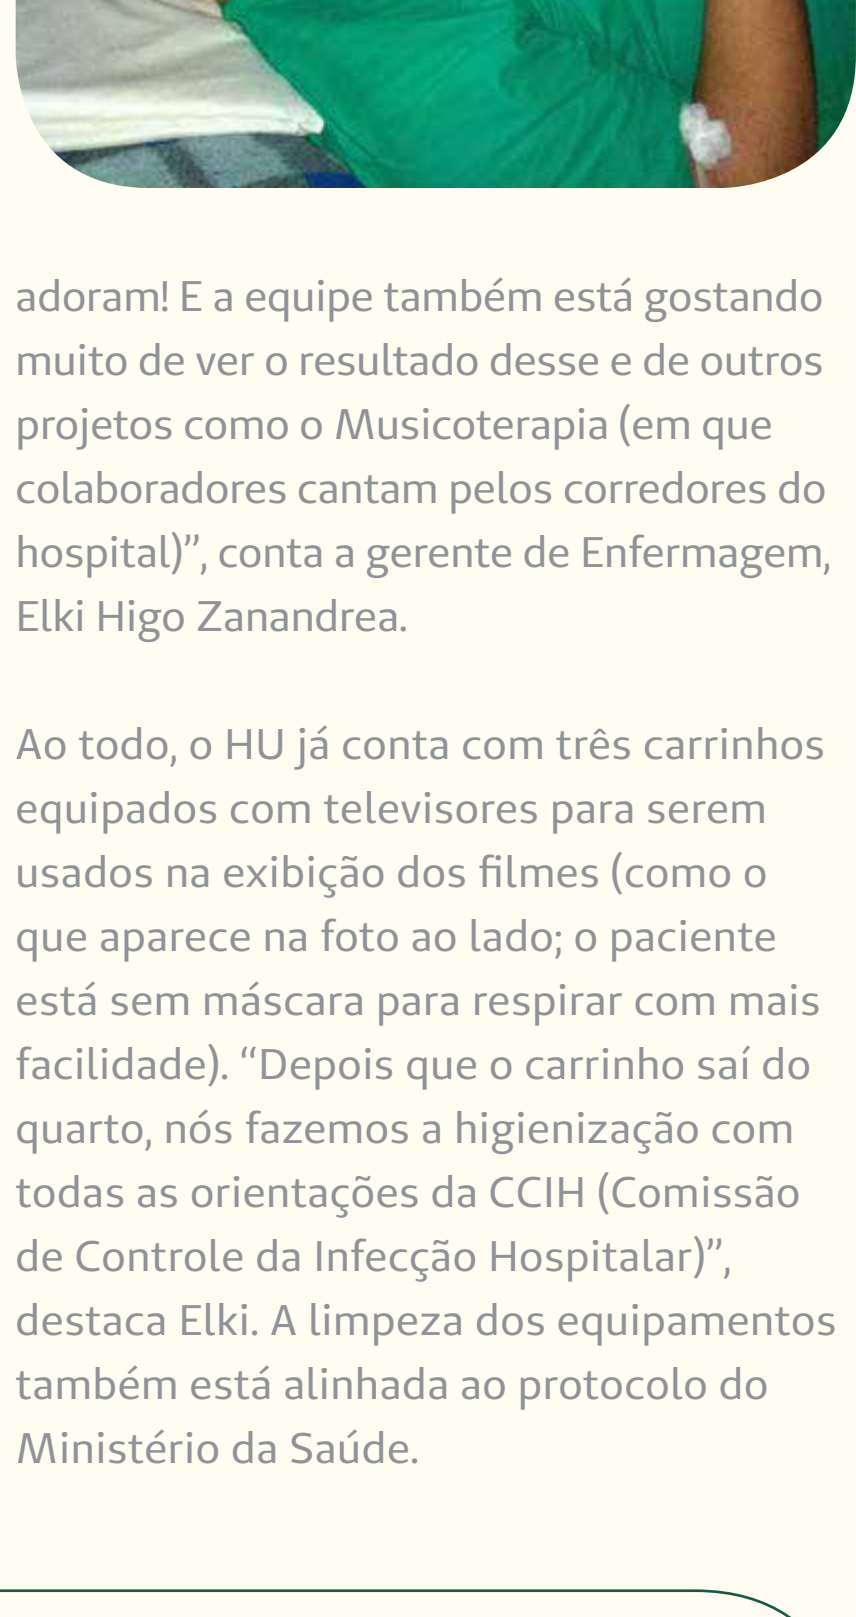 adoram! E a equipe também está gostando
muito de ver o resultado desse e de outros
projetos como o Musicoterapia (em que
colaboradores cantam pelos corredores do
hospital)”, conta a gerente de Enfermagem,
Elki Higo Zanandrea.
Ao todo, o HU já conta com três carrinhos
equipados com televisores para serem
usados na exibição dos filmes (como o
que aparece na foto ao lado; o paciente
está sem máscara para respirar com mais
facilidade). “Depois que o carrinho saí do
quarto, nós fazemos a higienização com
todas as orientações da CCIH (Comissão
de Controle da Infecção Hospitalar)”,
destaca Elki. A limpeza dos equipamentos
também está alinhada ao protocolo do
Ministério da Saúde.